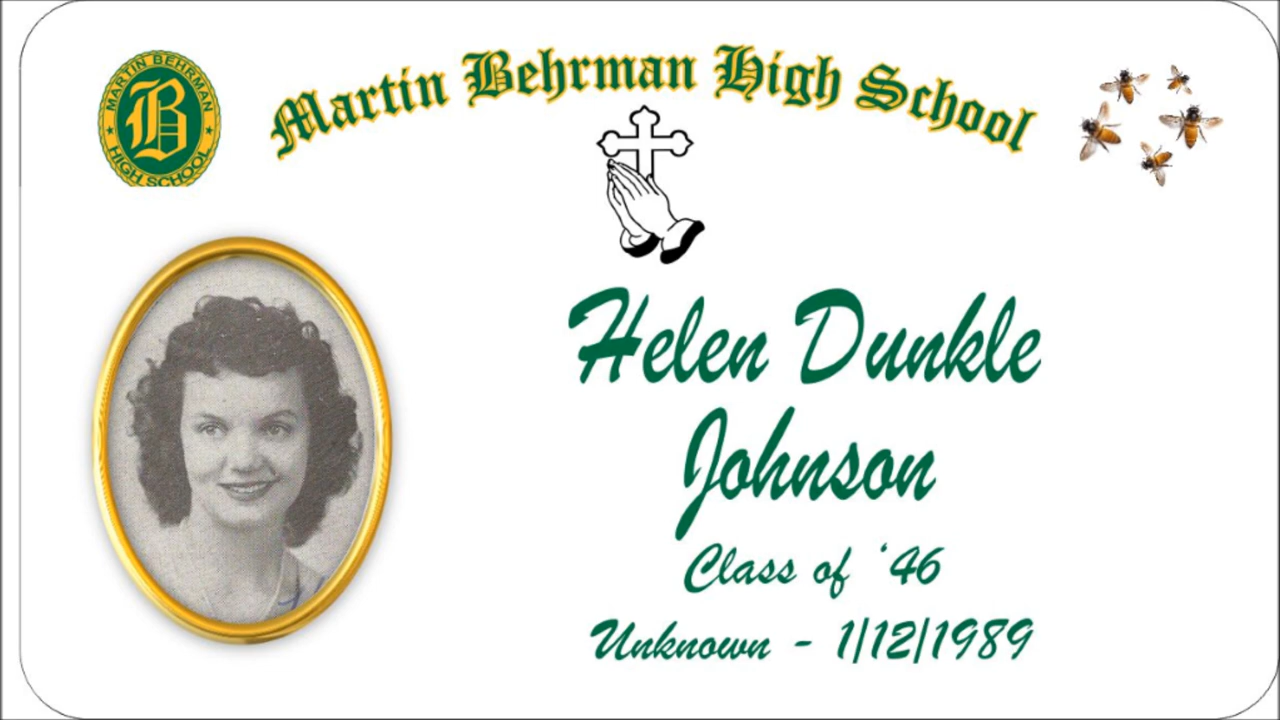 MARTIN BEHRMAN
B
HIGH SCHOOL
Martin Behrman High School
Helen Dunkle
Johnson
Class of ‘46
Unknown - 1/12/1989